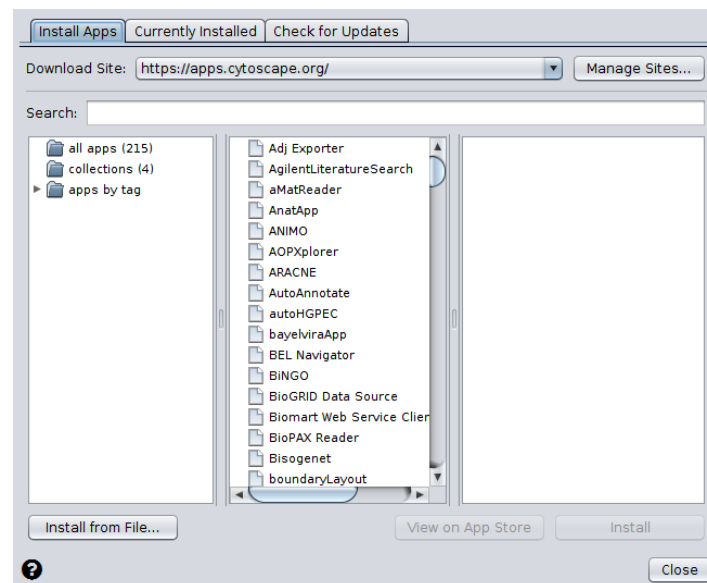 Install Apps Currently Installed Check for Updates
Download Site: https://apps.cytoscape.org/ Manage Sites...
Search:
all apps (215)
collections (4)
apps by tag
Adj Exporter
AgilentLiteratureSearch
aMatReader
AnatApp
ANIMO
AOPXplorer
ARACNE
AutoAnnotate
autoHGPEC
bayelviraApp
BEL Navigator
BiNGO
BioGRID Data Source
Biomart Web Service Clien
BioPAX Reader
Bisogenet
boundaryLayout
Install from File... View on App Store Install
? Close